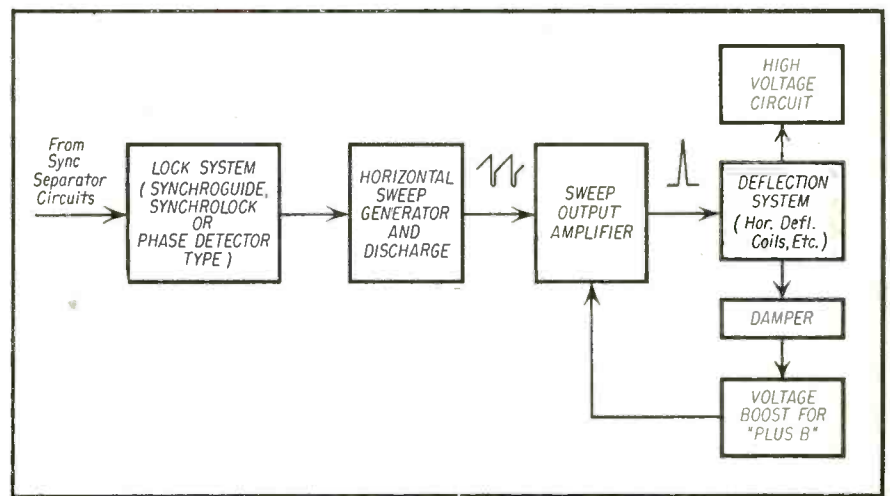 From
Sync
Separator
Circuits
LOCK SYSTEM
( SYNCHROGUIDE,
SYNCHROLOCK
OR
PHASE DETECTOR
TYPE )
HORIZONTAL
SWEEP
GENERATOR
AND
DISCHARGE
SWEEP
OUTPUT
AMPLIFIER
HIGH
VOLTAGE
CIRCUIT
DEFLECTION
SYSTEM
( Hor. Defl.
Coils, Etc. )
DAMPER
VOLTAGE
BOOST FOR
"PLUS B"